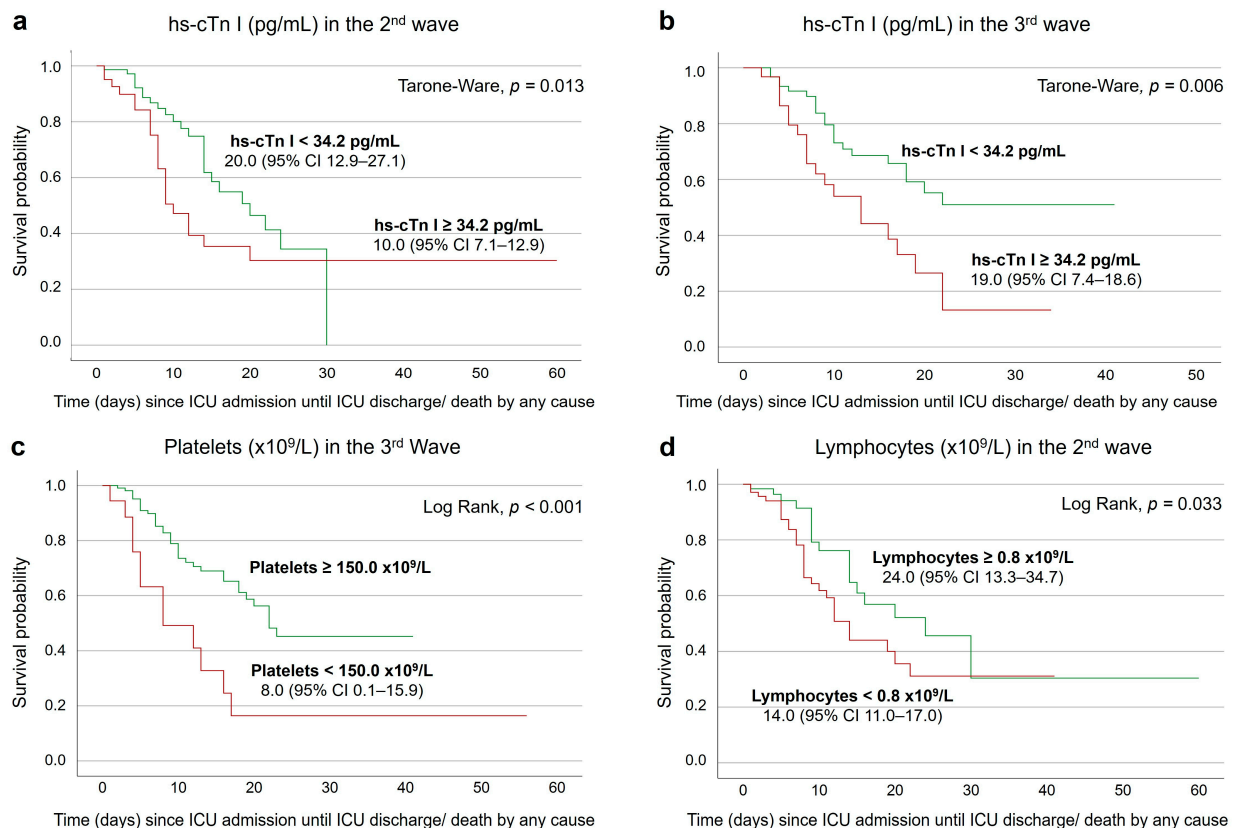 a
hs-cTn I (pg/mL) in the 2nd wave
Tarone-Ware, p = 0.013
hs-cTn I < 34.2 pg/mL
20.0 (95% CI 12.9–27.1)
hs-cTn I ≥ 34.2 pg/mL
10.0 (95% CI 7.1–12.9)
Survival probability
1.0
0.8
0.6
0.4
0.2
0.0
0 10 20 30 40 50 60
Time (days) since ICU admission until ICU discharge/ death by any cause
b
hs-cTn I (pg/mL) in the 3rd wave
Tarone-Ware, p = 0.006
hs-cTn I < 34.2 pg/mL
hs-cTn I ≥ 34.2 pg/mL
19.0 (95% CI 7.4–18.6)
Survival probability
1.0
0.8
0.6
0.4
0.2
0.0
0 10 20 30 40 50
Time (days) since ICU admission until ICU discharge/ death by any cause
c
Platelets (x10⁹/L) in the 3rd Wave
Log Rank, p < 0.001
Platelets ≥ 150.0 x10⁹/L
Platelets < 150.0 x10⁹/L
8.0 (95% CI 0.1–15.9)
Survival probability
1.0
0.8
0.6
0.4
0.2
0.0
0 10 20 30 40 50 60
Time (days) since ICU admission until ICU discharge/ death by any cause
d
Lymphocytes (x10⁹/L) in the 2nd wave
Log Rank, p = 0.033
Lymphocytes ≥ 0.8 x10⁹/L
24.0 (95% CI 13.3–34.7)
Lymphocytes < 0.8 x10⁹/L
14.0 (95% CI 11.0–17.0)
Survival probability
1.0
0.8
0.6
0.4
0.2
0.0
0 10 20 30 40 50 60
Time (days) since ICU admission until ICU discharge/ death by any cause